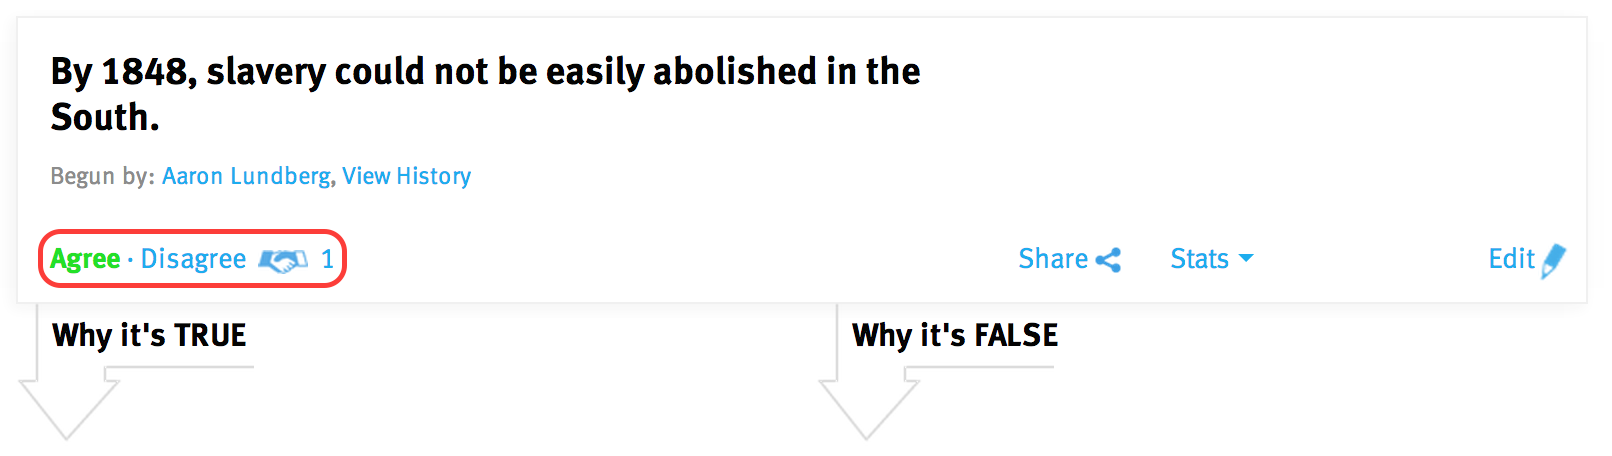 By 1848, slavery could not be easily abolished in the
South.
Begun by: Aaron Lundberg, View History
Agree · Disagree 1 Share Stats Edit
Why it's TRUE Why it's FALSE